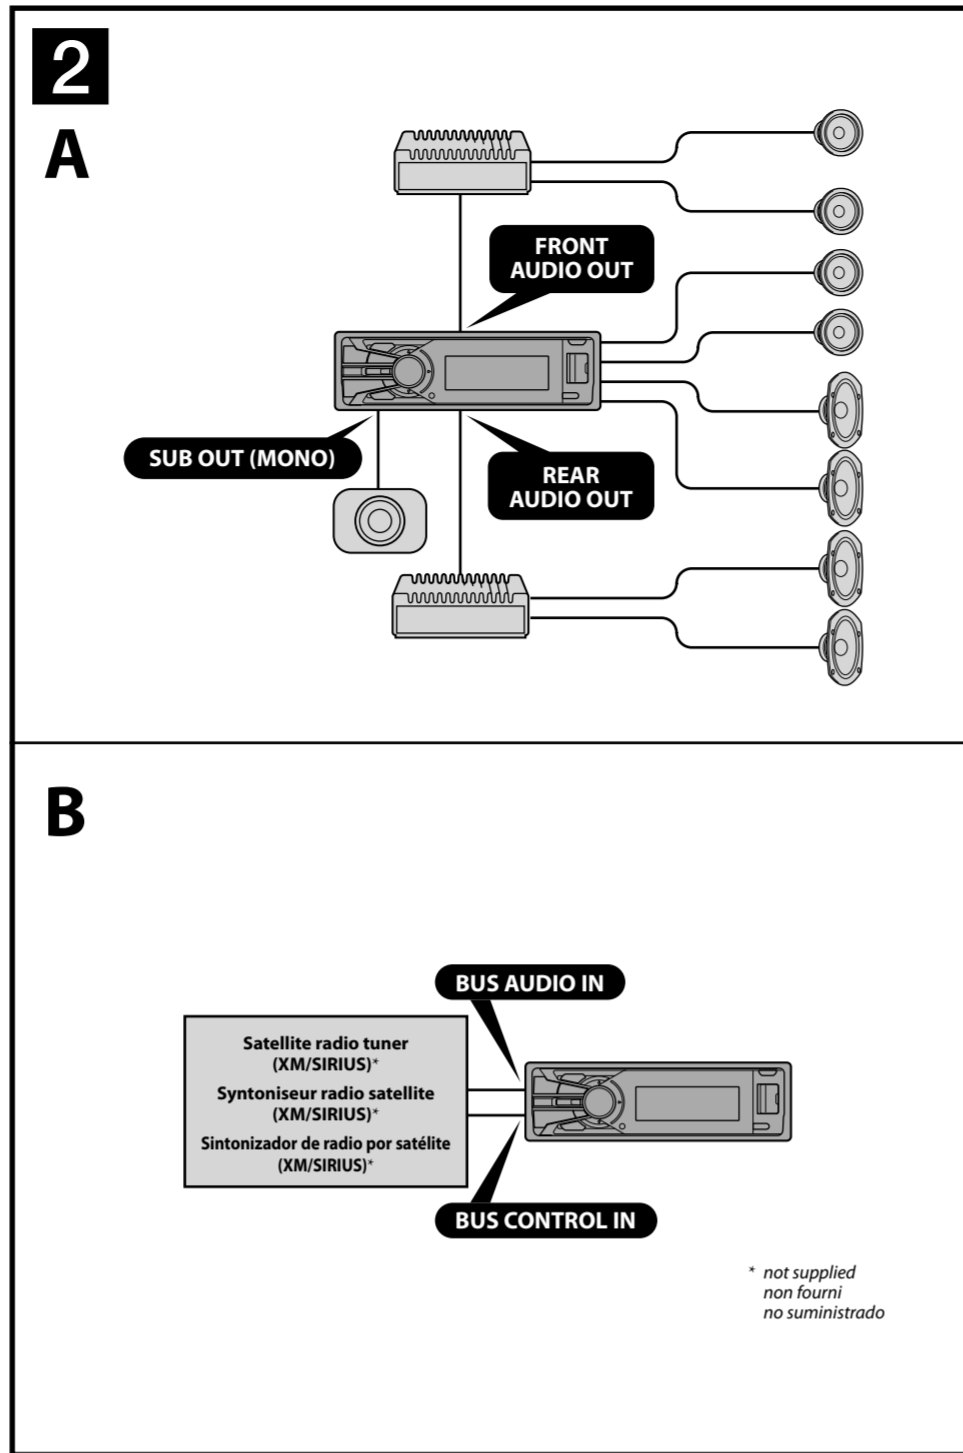 2
A
FRONT
AUDIO OUT
SUB OUT (MONO)
REAR
AUDIO OUT
B
BUS AUDIO IN
Satellite radio tuner
(XM/SIRIUS)*
Syntoniseur radio satellite
(XM/SIRIUS)*
Sintonizador de radio por satélite
(XM/SIRIUS)*
BUS CONTROL IN
* not supplied
non fourni
no suministrado